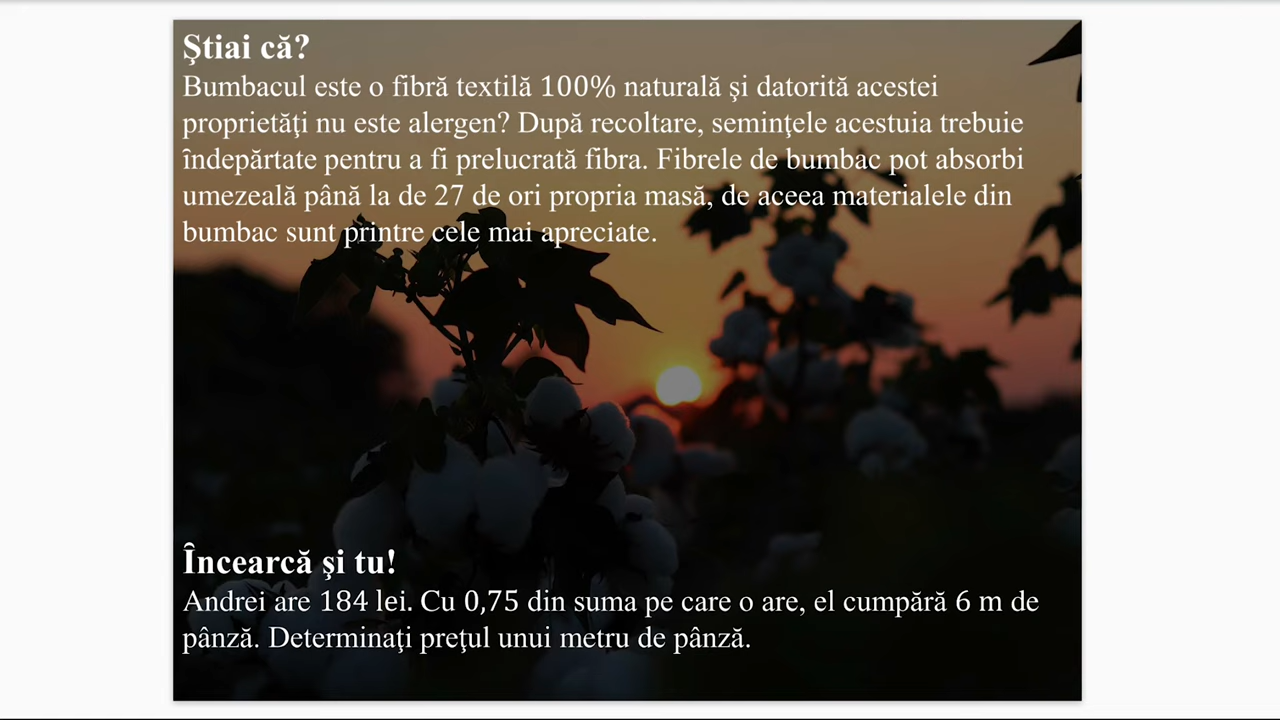 Ştiai că?
Bumbacul este o fibră textilă 100% naturală şi datorită acestei
proprietăţi nu este alergen? După recoltare, seminţele acestuia trebuie
îndepărtate pentru a fi prelucrată fibra. Fibrele de bumbac pot absorbi
umezeală până la de 27 de ori propria masă, de aceea materialele din
bumbac sunt printre cele mai apreciate.
Încearcă şi tu!
Andrei are 184 lei. Cu 0,75 din suma pe care o are, el cumpără 6 m de
pânză. Determinaţi preţul unui metru de pânză.